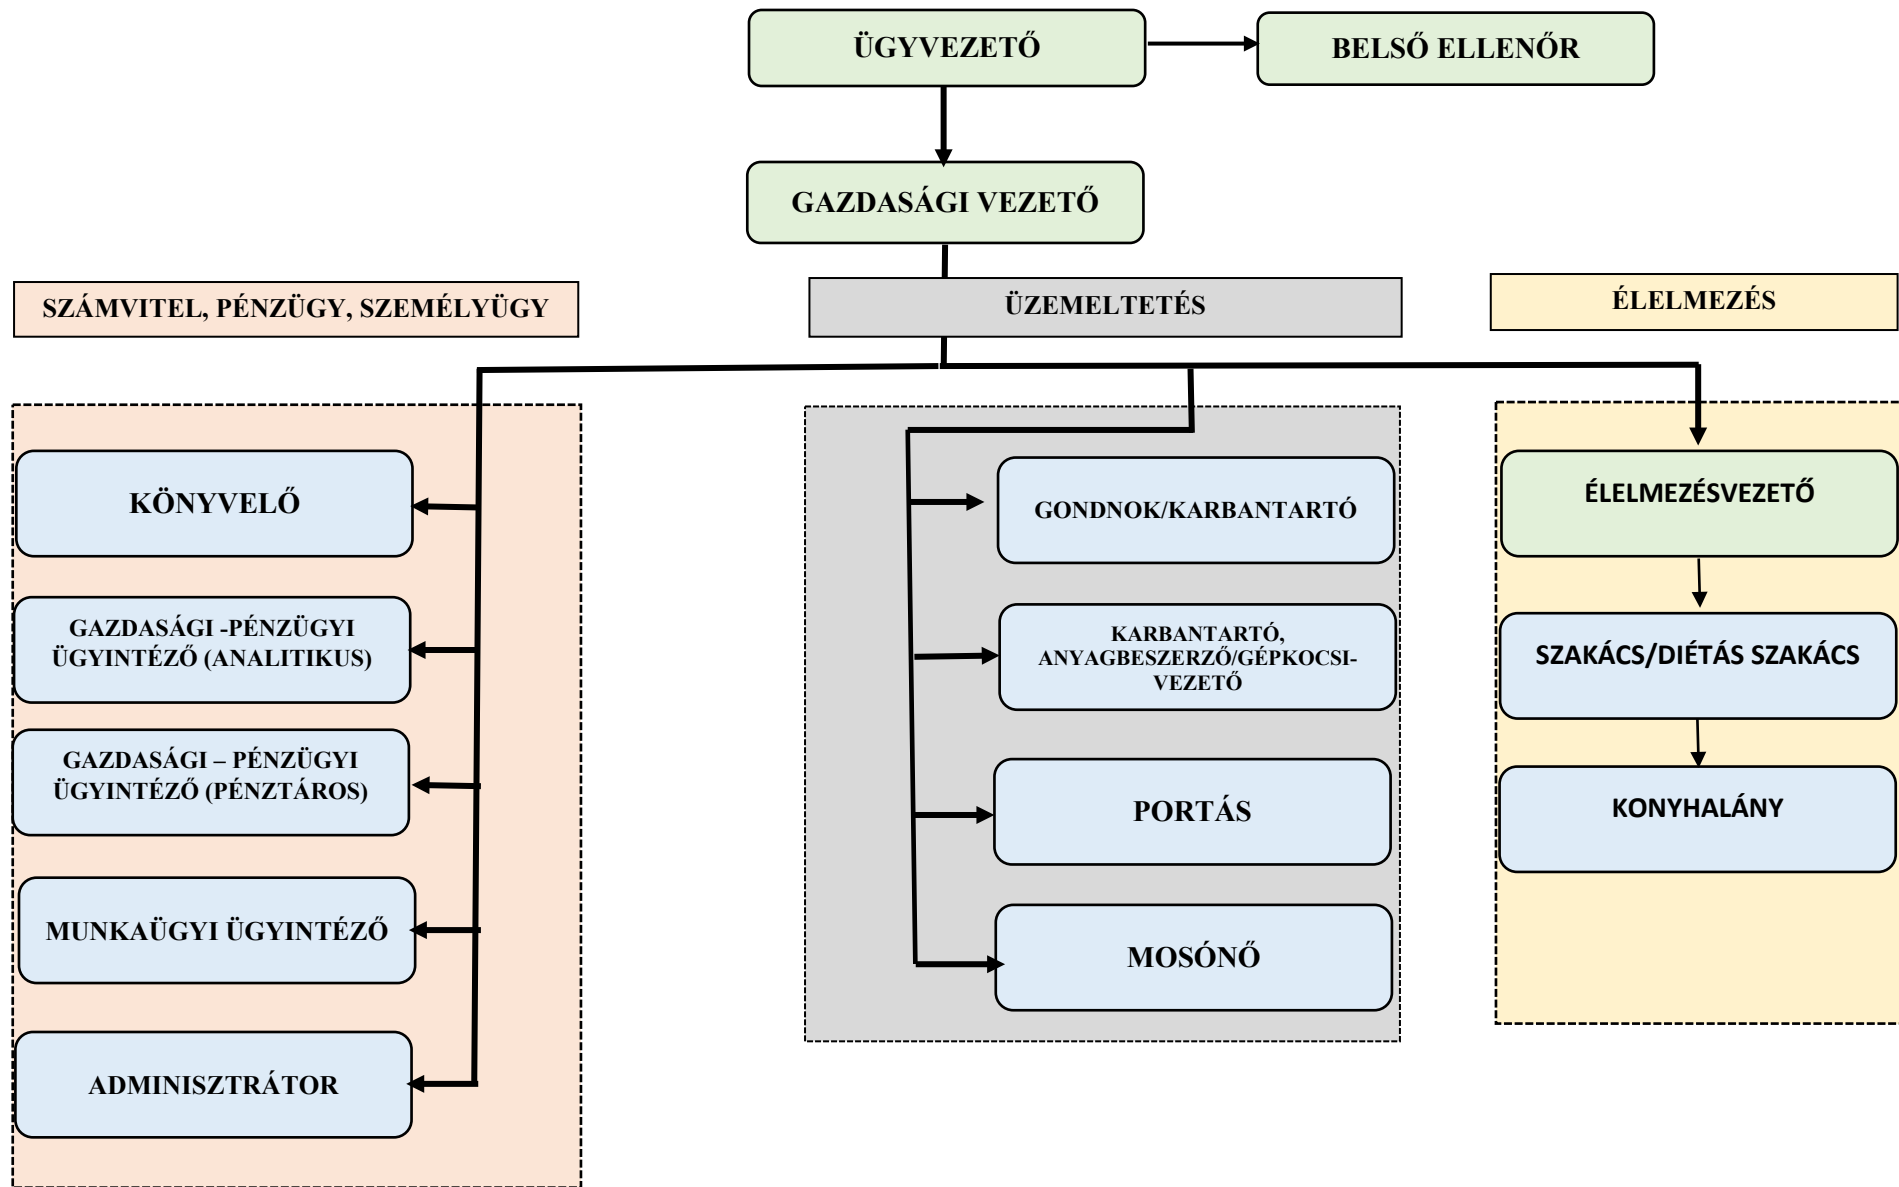 ÜGYVEZETŐ
BELSŐ ELLENŐR
GAZDASÁGI VEZETŐ
SZÁMVITEL, PÉNZÜGY, SZEMÉLYÜGY
ÜZEMELTETÉS
ÉLELMEZÉS
KÖNYVELŐ
GAZDASÁGI -PÉNZÜGYI
ÜGYINTÉZŐ (ANALITIKUS)
GAZDASÁGI – PÉNZÜGYI
ÜGYINTÉZŐ (PÉNZTÁROS)
MUNKAÜGYI ÜGYINTÉZŐ
ADMINISZTRÁTOR
GONDNOK/KARBANTARTÓ
KARBANTARTÓ,
ANYAGBESZERZŐ/GÉPKOCSI-
VEZETŐ
PORTÁS
MOSÓNŐ
ÉLELMEZÉSVEZETŐ
SZAKÁCS/DIÉTÁS SZAKÁCS
KONYHALÁNY